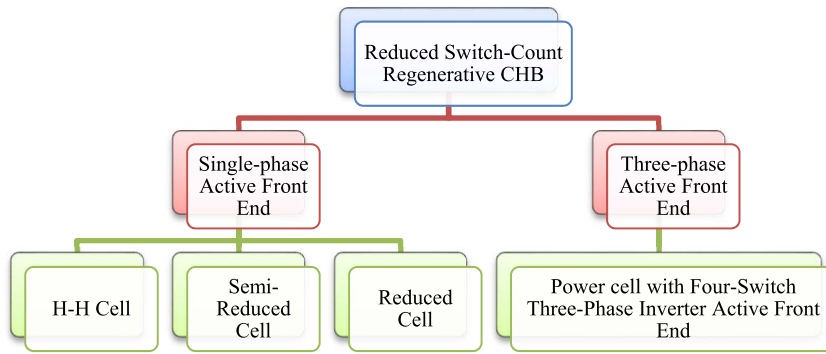 Reduced Switch-Count
Regenerative CHB
Single-phase
Active Front
End
Three-phase
Active Front
End
H-H Cell
Semi-
Reduced
Cell
Reduced
Cell
Power cell with Four-Switch
Three-Phase Inverter Active Front
End